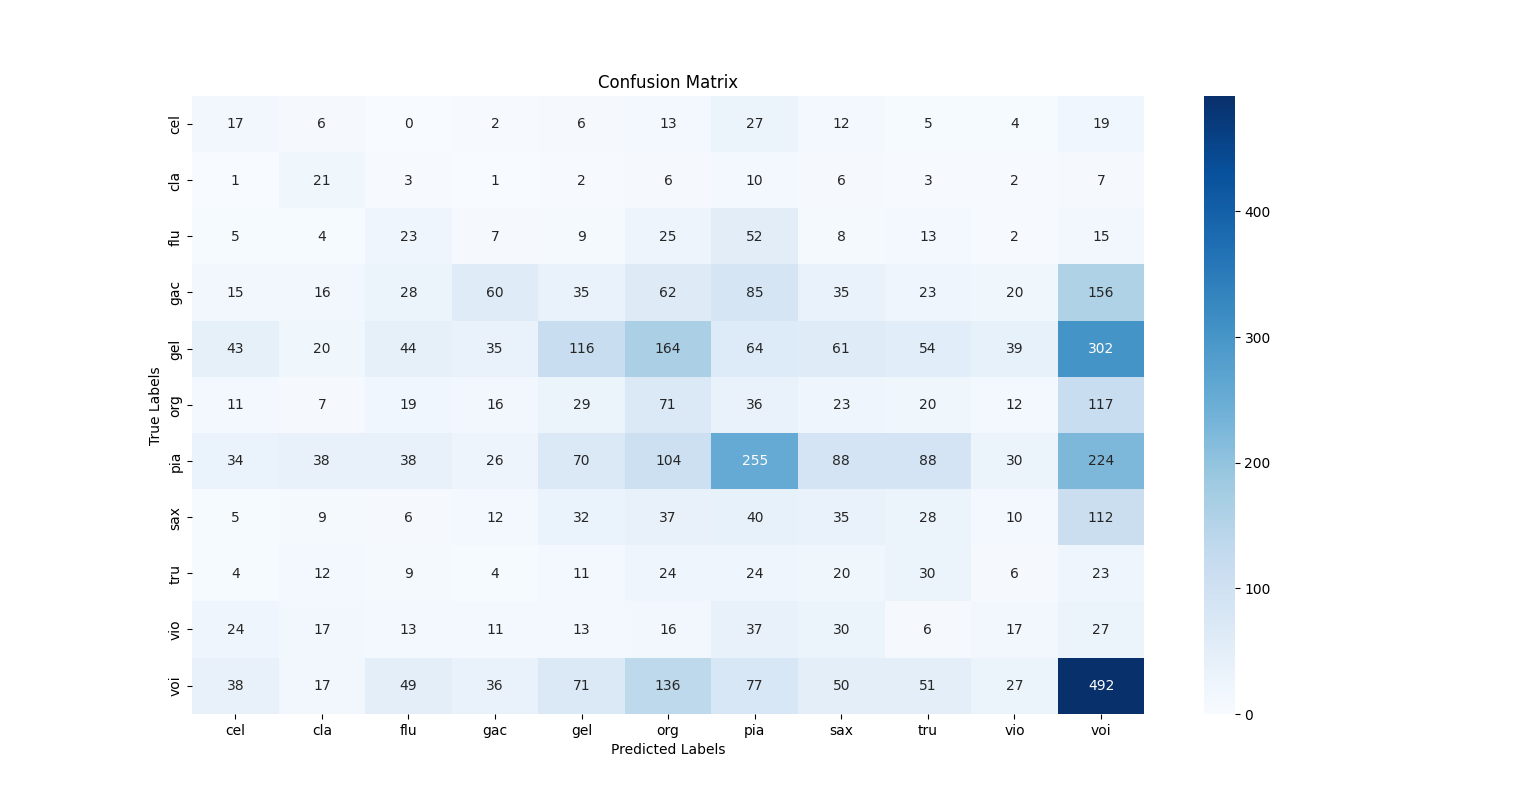 Confusion Matrix
cel 17 6 0 2 6 13 27 12 5 4 19
cla 1 21 3 1 2 6 10 6 3 2 7
flu 5 4 23 7 9 25 52 8 13 2 15
gac 15 16 28 60 35 62 85 35 23 20 156
gel 43 20 44 35 116 164 64 61 54 39 302
org 11 7 19 16 29 71 36 23 20 12 117
pia 34 38 38 26 70 104 255 88 88 30 224
sax 5 9 6 12 32 37 40 35 28 10 112
tru 4 12 9 4 11 24 24 20 30 6 23
vio 24 17 13 11 13 16 37 30 6 17 27
voi 38 17 49 36 71 136 77 50 51 27 492
cel cla flu gac gel org pia sax tru vio voi
Predicted Labels
True Labels
400
300
200
100
0